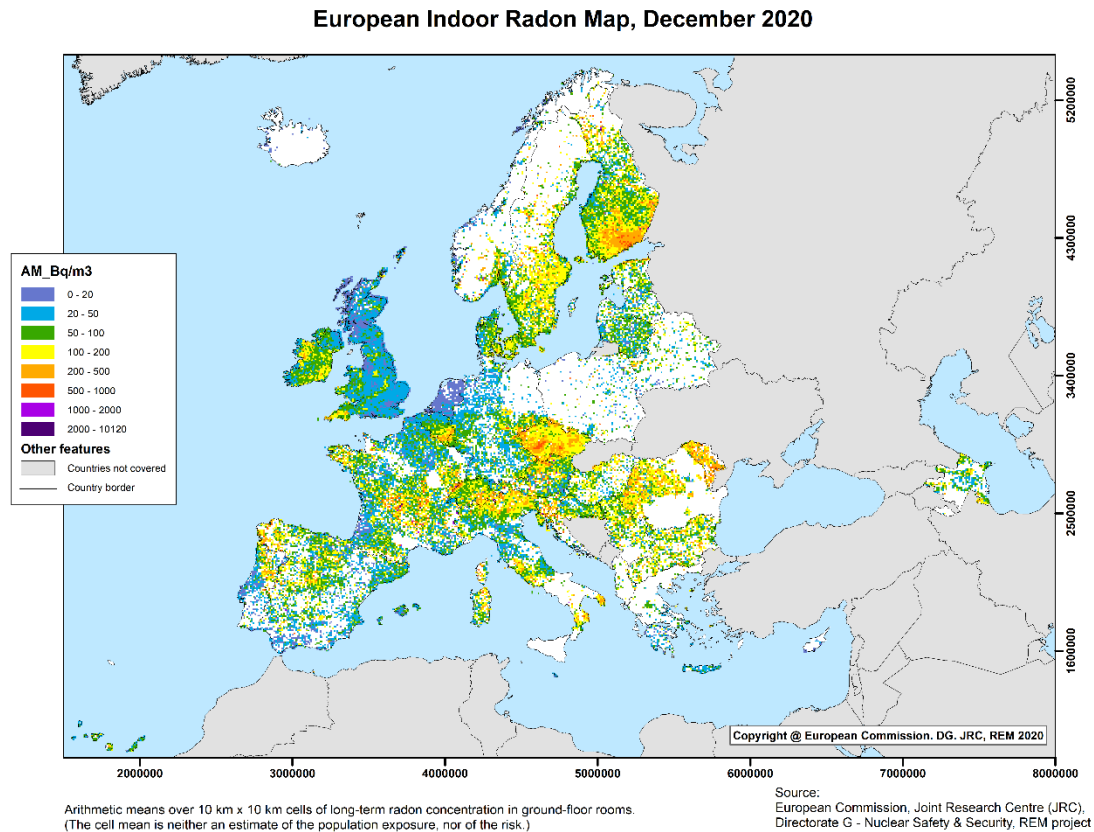 European Indoor Radon Map, December 2020
5200000
4300000
AM_Bq/m3
0 - 20
20 - 50
50 - 100
100 - 200
200 - 500
500 - 1000
1000 - 2000
2000 - 10120
Other features
Countries not covered
Country border
3400000
2500000
1600000
Copyright @ European Commission. DG. JRC, REM 2020
2000000 3000000 4000000 5000000 6000000 7000000 8000000
Arithmetic means over 10 km x 10 km cells of long-term radon concentration in ground-floor rooms.
(The cell mean is neither an estimate of the population exposure, nor of the risk.)
Source:
European Commission, Joint Research Centre (JRC),
Directorate G - Nuclear Safety & Security, REM project